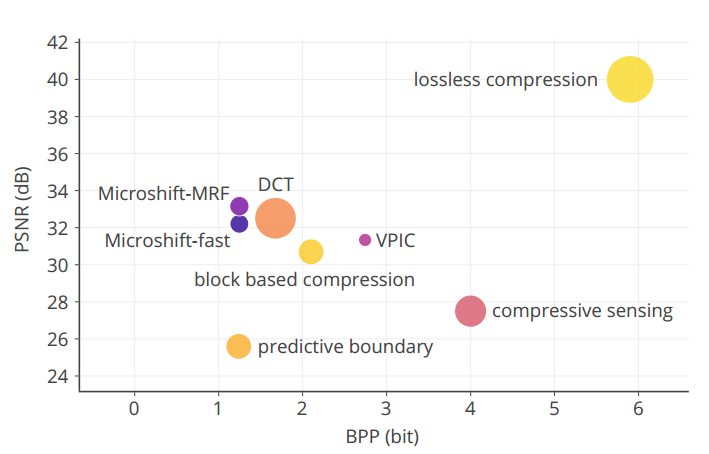 42
40
38
36
34
32
30
28
26
24
PSNR (dB)
lossless compression
DCT
Microshift-MRF
Microshift-fast
VPIC
block based compression
compressive sensing
predictive boundary
0 1 2 3 4 5 6
BPP (bit)